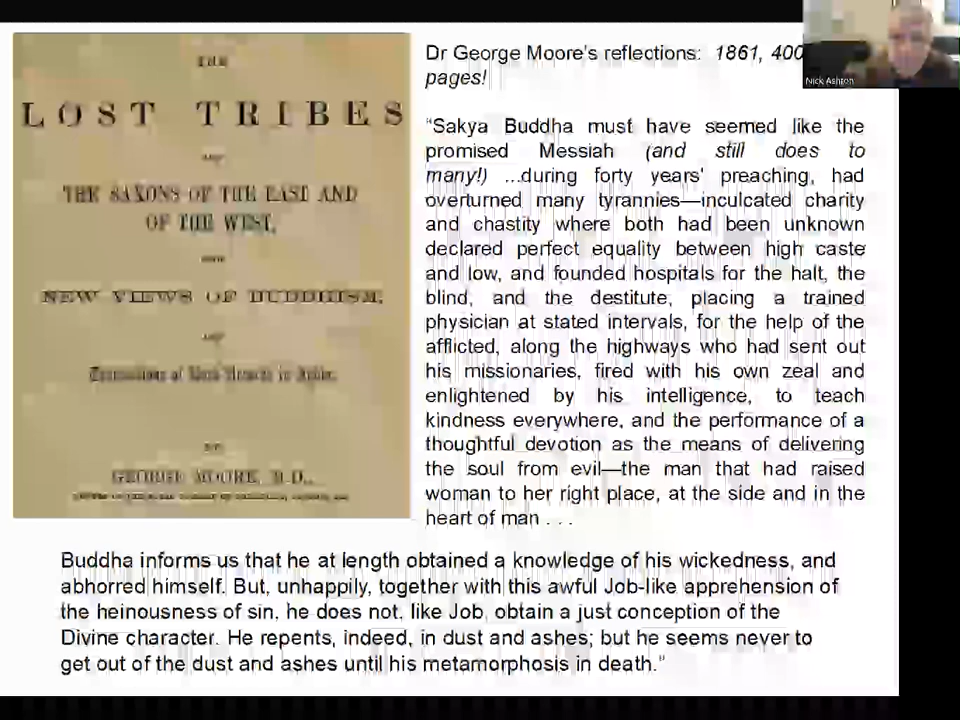 THE
LOST TRIBES
AND
THE SAXONS OF THE EAST AND
OF THE WEST,
WITH
NEW VIEWS OF BUDDHISM,
AND
in
BY
GEORGE MOORE, M.D.,
Dr George Moore's reflections: 1861, 400
pages!
“Sakya Buddha must have seemed like the
promised Messiah (and still does to
many!) ...during forty years' preaching, had
overturned many tyrannies—inculcated charity
and chastity where both had been unknown
declared perfect equality between high caste
and low, and founded hospitals for the halt, the
blind, and the destitute, placing a trained
physician at stated intervals, for the help of the
afflicted, along the highways who had sent out
his missionaries, fired with his own zeal and
enlightened by his intelligence, to teach
kindness everywhere, and the performance of a
thoughtful devotion as the means of delivering
the soul from evil—the man that had raised
woman to her right place, at the side and in the
heart of man . . .
Buddha informs us that he at length obtained a knowledge of his wickedness, and
abhorred himself. But, unhappily, together with this awful Job-like apprehension of
the heinousness of sin, he does not, like Job, obtain a just conception of the
Divine character. He repents, indeed, in dust and ashes; but he seems never to
get out of the dust and ashes until his metamorphosis in death.”
Nick Ashton